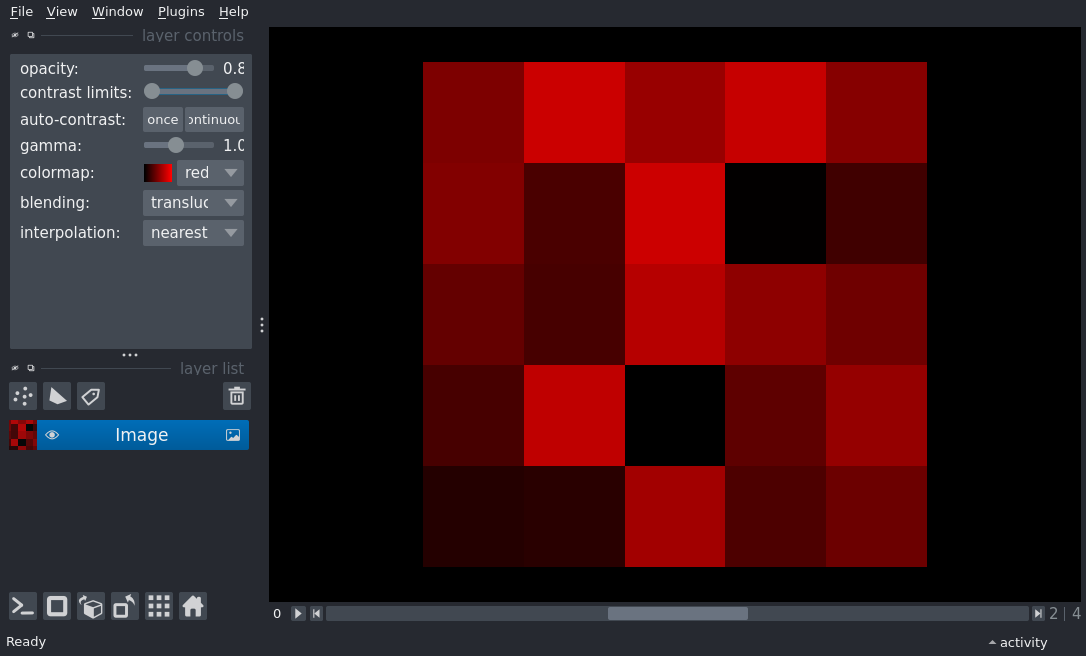 File View Window Plugins Help
layer controls
opacity: 0.8
contrast limits:
auto-contrast: once ontinuou
gamma: 1.0
colormap: red
blending: transluc
interpolation: nearest
layer list
Image
0 2 | 4
Ready activity